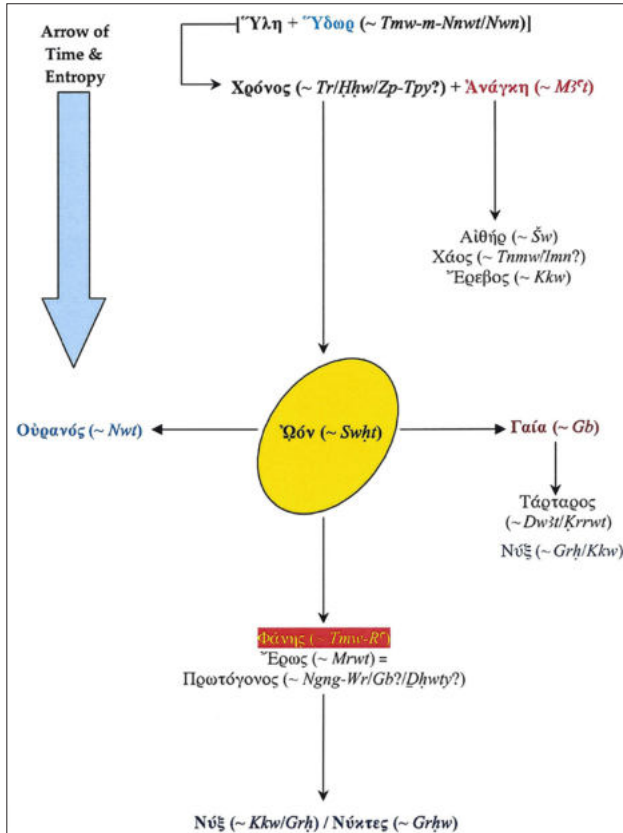 Arrow of
Time &
Entropy
[Ὕλη + Ὕδωρ (~ Tmw-m-Nnwt/Nwn)]
Χρόνος (~ Tr/Ḥḥw/Zp-Tpy?) + Ἀνάγκη (~ Mꜣꜥt)
Αἰθήρ (~ Šw)
Χάος (~ Tnmw/Imn?)
Ἔρεβος (~ Kkw)
Οὐρανός (~ Nwt)
Ὠόν (~ Swḥt)
Γαία (~ Gb)
Τάρταρος
(~Dwꜣt/Ḳrrwt)
Νύξ (~ Grḥ/Kkw)
Φάνης (~ Tmw-Rꜥ)
Ἔρως (~ Mrwt) =
Πρωτόγονος (~ Ngng-Wr/Gb?/Ḏḥwty?)
Νύξ (~ Kkw/Grḥ) / Νύκτες (~ Grḥw)